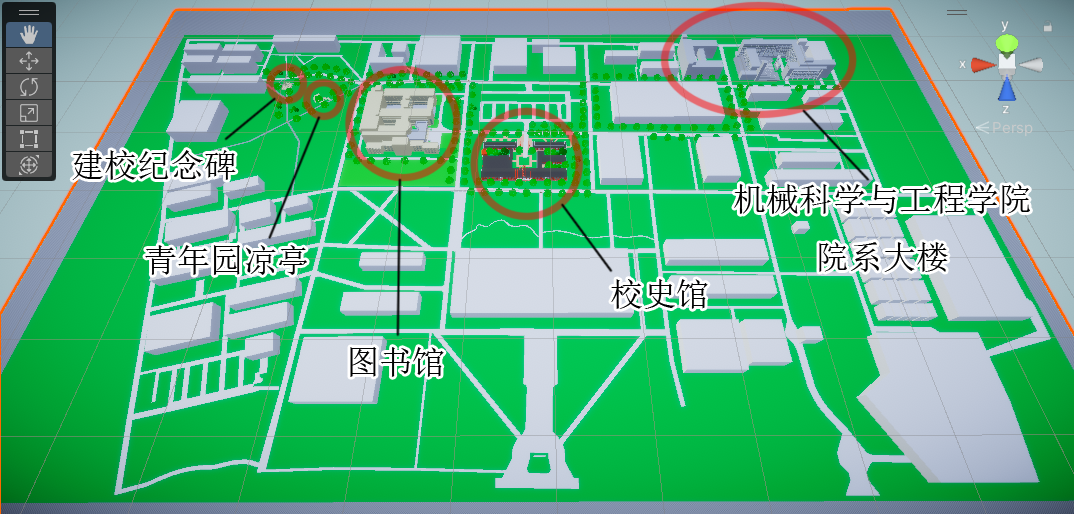 y
x
z
Persp
建校纪念碑
青年园凉亭
图书馆
校史馆
机械科学与工程学院
院系大楼